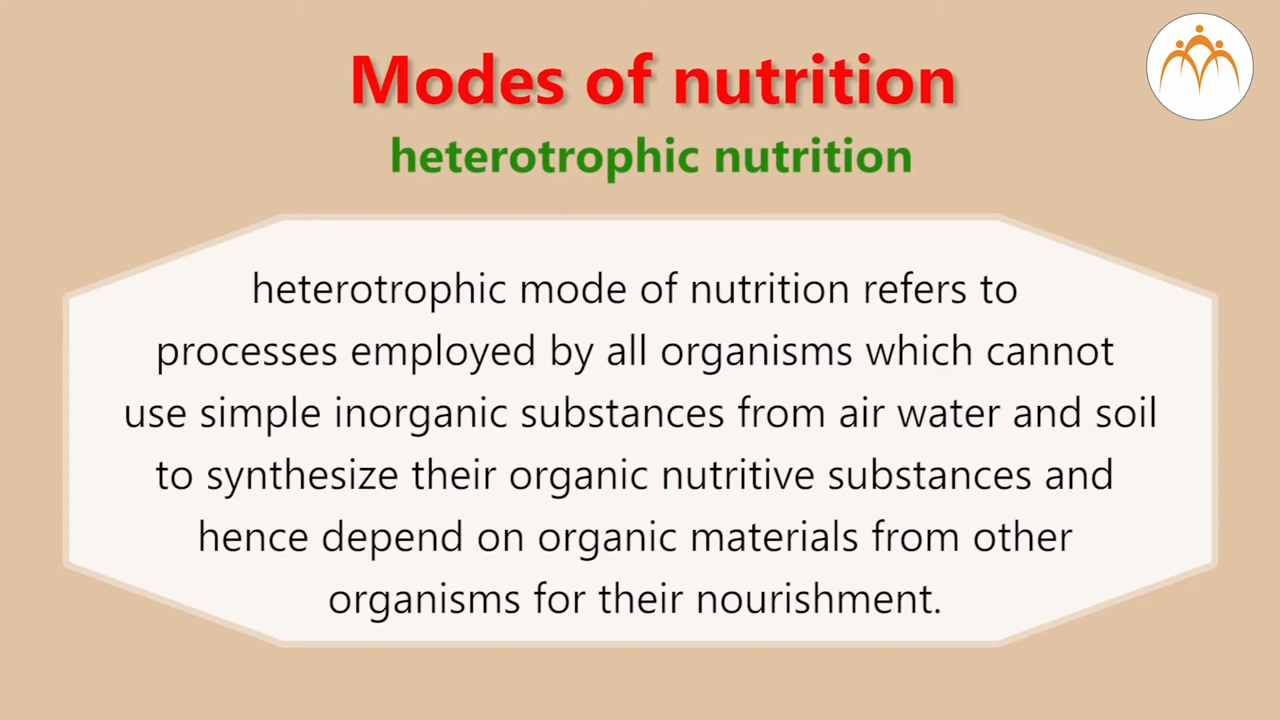 Modes of nutrition
heterotrophic nutrition
heterotrophic mode of nutrition refers to
processes employed by all organisms which cannot
use simple inorganic substances from air water and soil
to synthesize their organic nutritive substances and
hence depend on organic materials from other
organisms for their nourishment.